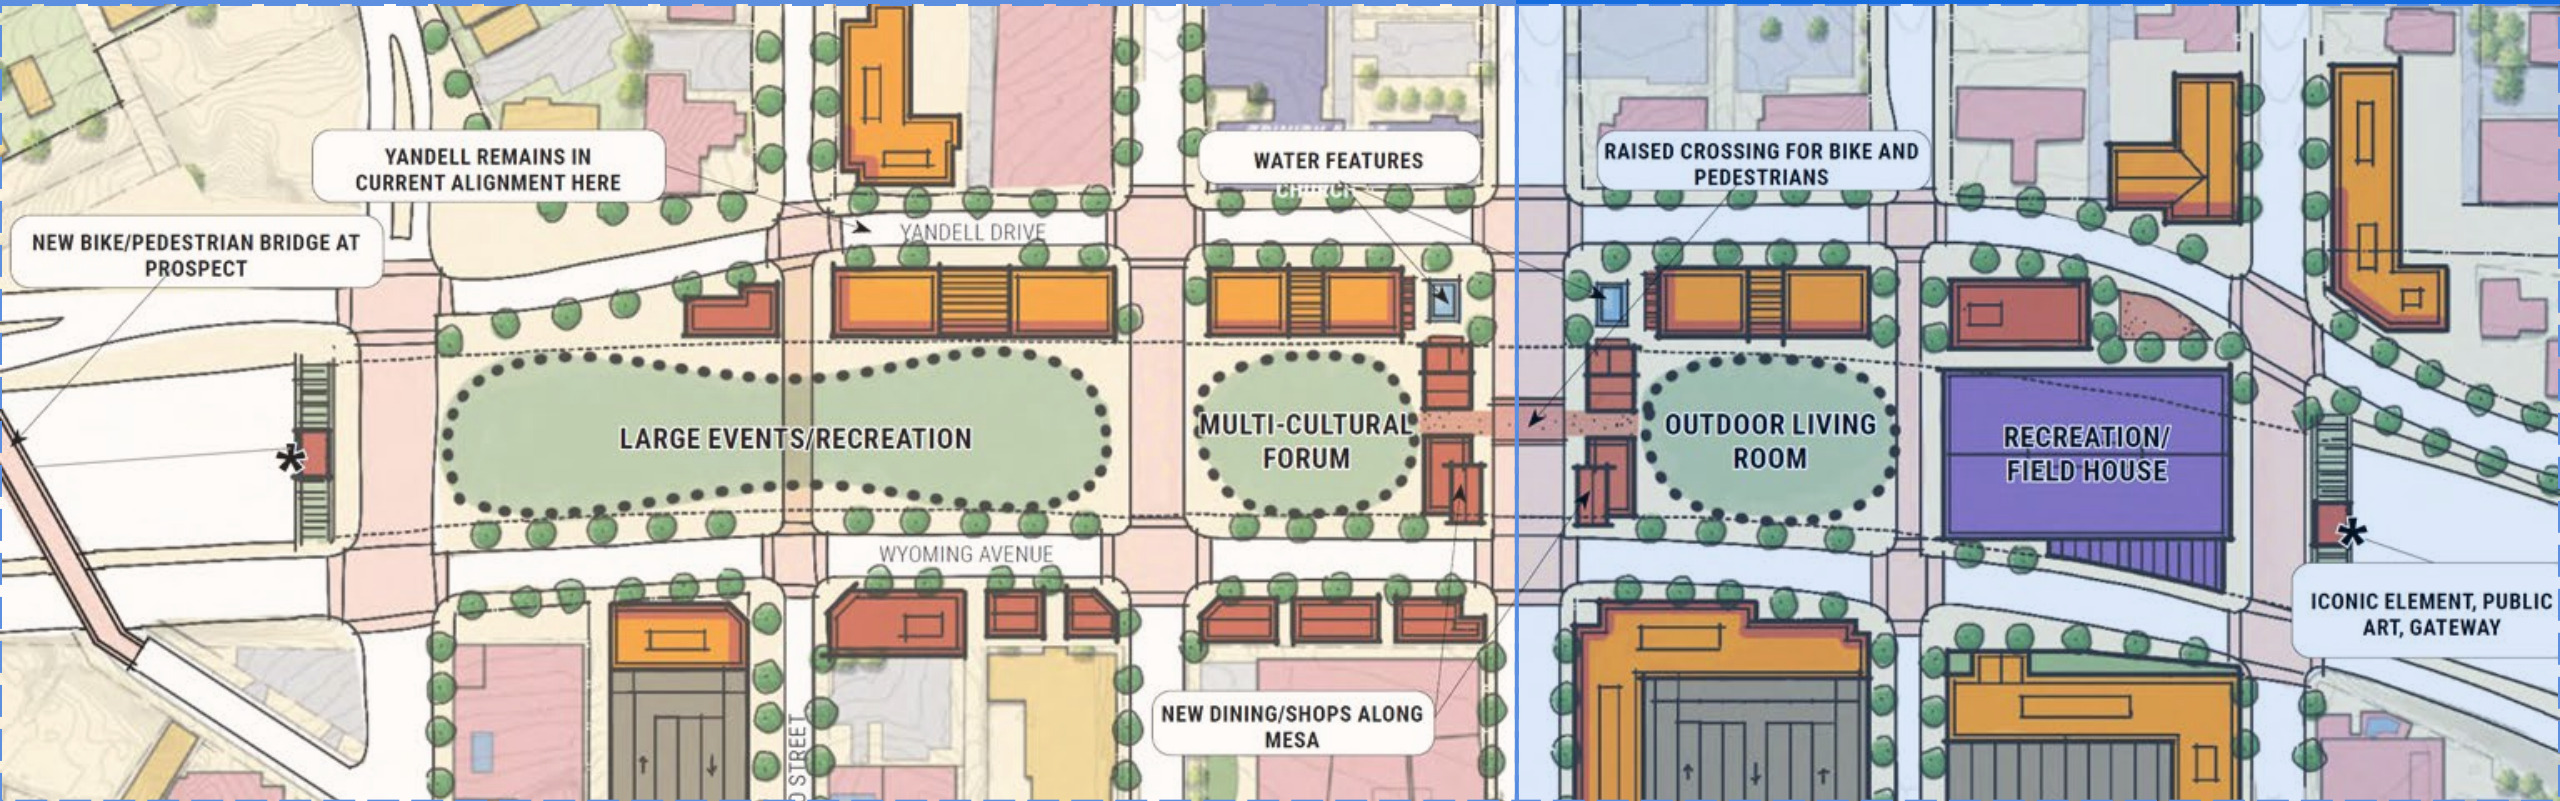 YANDELL REMAINS IN
CURRENT ALIGNMENT HERE
WATER FEATURES
CHURCH
RAISED CROSSING FOR BIKE AND
PEDESTRIANS
NEW BIKE/PEDESTRIAN BRIDGE AT
PROSPECT
YANDELL DRIVE
LARGE EVENTS/RECREATION
MULTI-CULTURAL
FORUM
OUTDOOR LIVING
ROOM
RECREATION/
FIELD HOUSE
*
*
WYOMING AVENUE
ICONIC ELEMENT, PUBLIC
ART, GATEWAY
NEW DINING/SHOPS ALONG
MESA
STREET